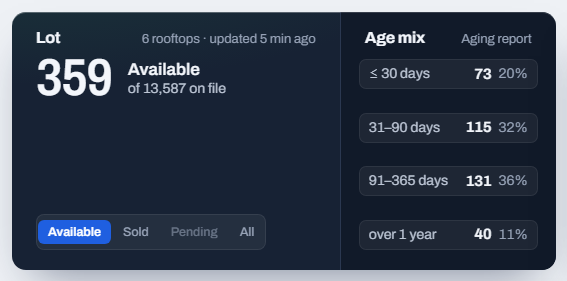 Lot
6 rooftops · updated 5 min ago
359
Available
of 13,587 on file
Available
Sold
Pending
All
Age mix
Aging report
≤ 30 days 73 20%
31–90 days 115 32%
91–365 days 131 36%
over 1 year 40 11%